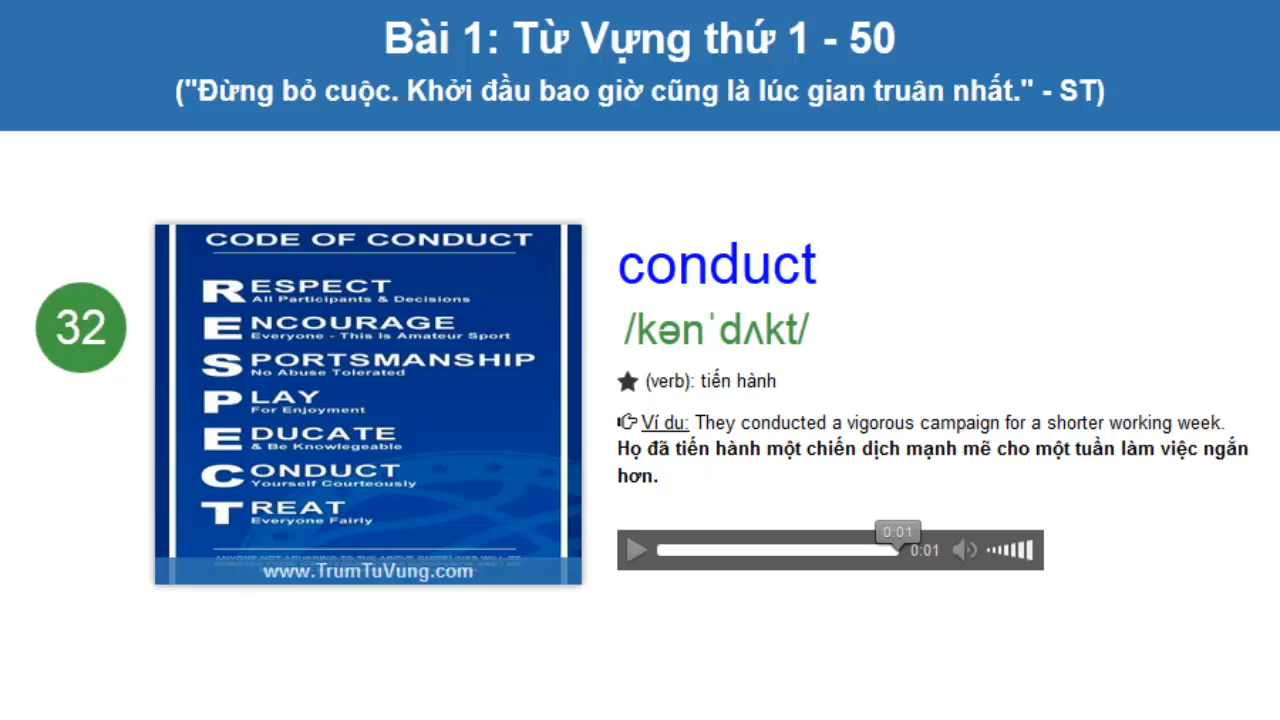 Bài 1: Từ Vựng thứ 1 - 50
("Đừng bỏ cuộc. Khởi đầu bao giờ cũng là lúc gian truân nhất." - ST)
32
CODE OF CONDUCT
RESPECT
All Participants & Decisions
ENCOURAGE
Everyone - This Is Amateur Sport
SPORTSMANSHIP
No Abuse Tolerated
PLAY
For Enjoyment
EDUCATE
& Be Knowlegeable
CONDUCT
Yourself Courteously
TREAT
Everyone Fairly
www.TrumTuVung.com
conduct
/kənˈdʌkt/
(verb): tiến hành
Ví dụ: They conducted a vigorous campaign for a shorter working week.
Họ đã tiến hành một chiến dịch mạnh mẽ cho một tuần làm việc ngắn
hơn.
0:01
0:01